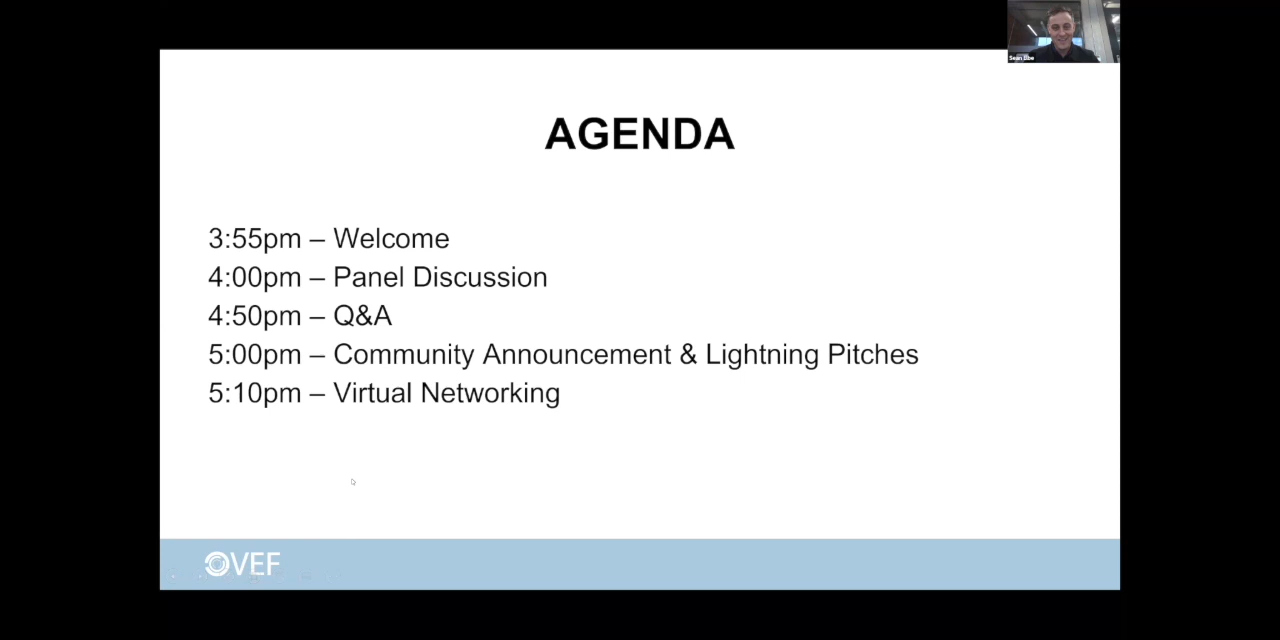 AGENDA
3:55pm – Welcome
4:00pm – Panel Discussion
4:50pm – Q&A
5:00pm – Community Announcement & Lightning Pitches
5:10pm – Virtual Networking
VEF
Sean